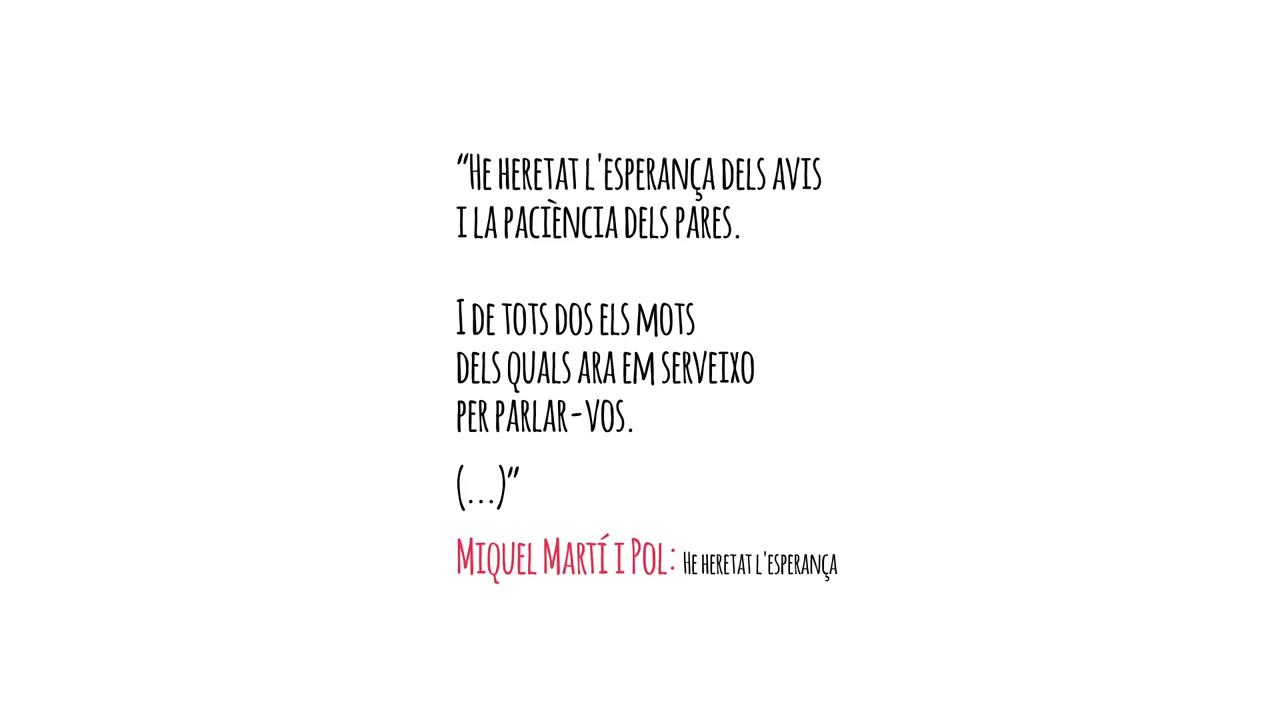 “He heretat l'esperança dels avis
i la paciència dels pares.
I de tots dos els mots
dels quals ara em serveixo
per parlar-vos.
(...)”
Miquel Martí i Pol: He heretat l'esperança